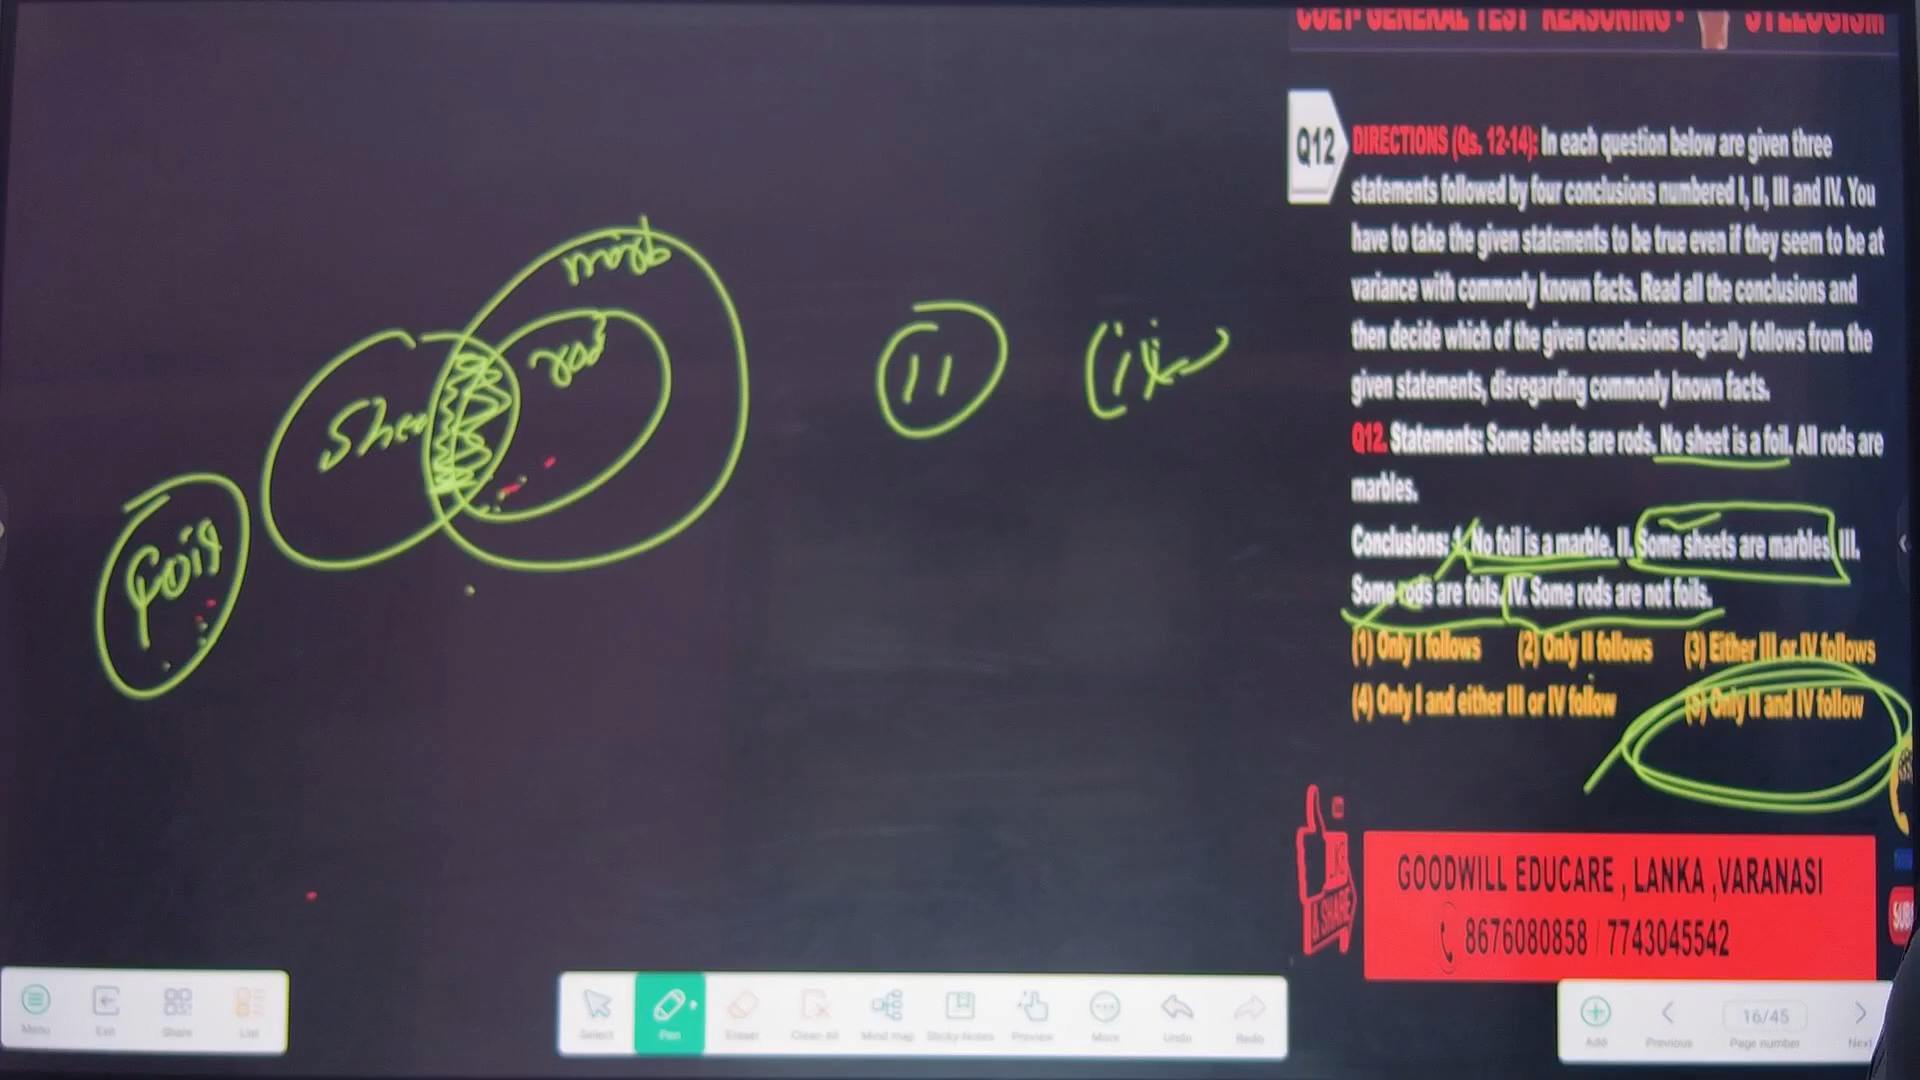 CUET- GENERAL TEST REASONING - SYLLOGISM
Q12
DIRECTIONS (Qs. 12-14): In each question below are given three
statements followed by four conclusions numbered I, II, III and IV. You
have to take the given statements to be true even if they seem to be at
variance with commonly known facts. Read all the conclusions and
then decide which of the given conclusions logically follows from the
given statements, disregarding commonly known facts.
Q12. Statements: Some sheets are rods. No sheet is a foil. All rods are
marbles.
Conclusions: I. No foil is a marble. II. Some sheets are marbles. III.
Some rods are foils. IV. Some rods are not foils.
(1) Only I follows (2) Only II follows (3) Either III or IV follows
(4) Only I and either III or IV follow (5) Only II and IV follow
marb
rod
Shee
foil
II
LIKE
& SHARE
GOODWILL EDUCARE , LANKA ,VARANASI
8676080858 / 7743045542
SUB
Menu Exit Share List
Select Pen Eraser Clean All Mind map Sticky-Notes Preview More Undo Redo
Add Previous 16/45 Page number Next